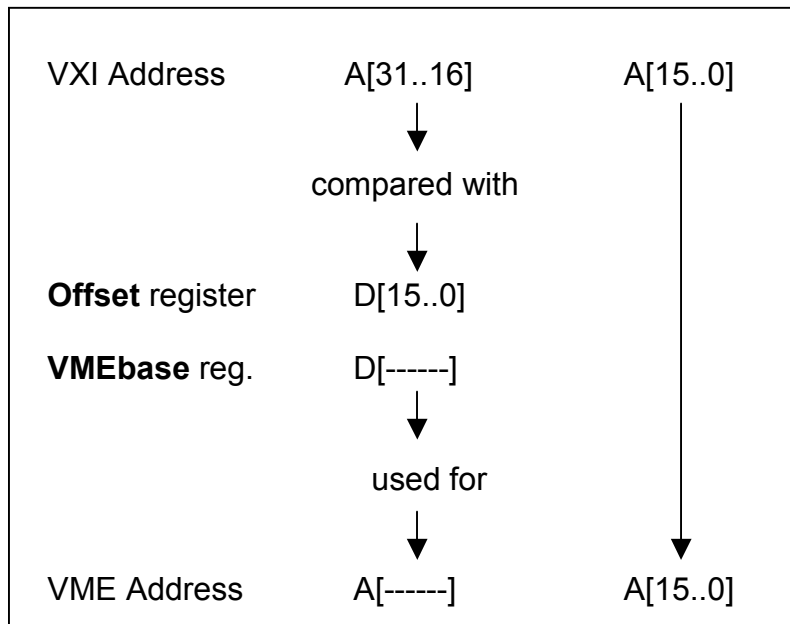 VXI Address A[31..16] A[15..0]
compared with
Offset register D[15..0]
VMEbase reg. D[------]
used for
VME Address A[------] A[15..0]